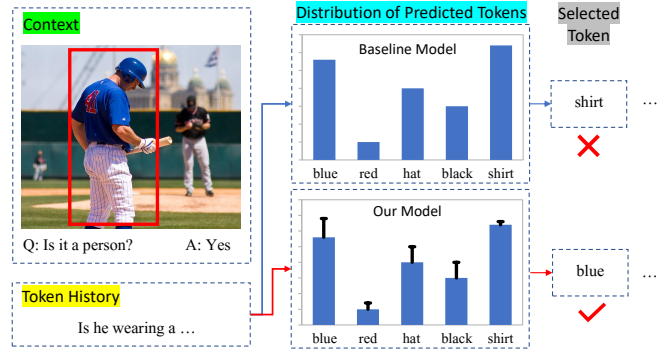 Context
Distribution of Predicted Tokens
Selected
Token
41
Q: Is it a person? A: Yes
Token History
Is he wearing a …
Baseline Model
blue red hat black shirt
Our Model
blue red hat black shirt
shirt …
blue …